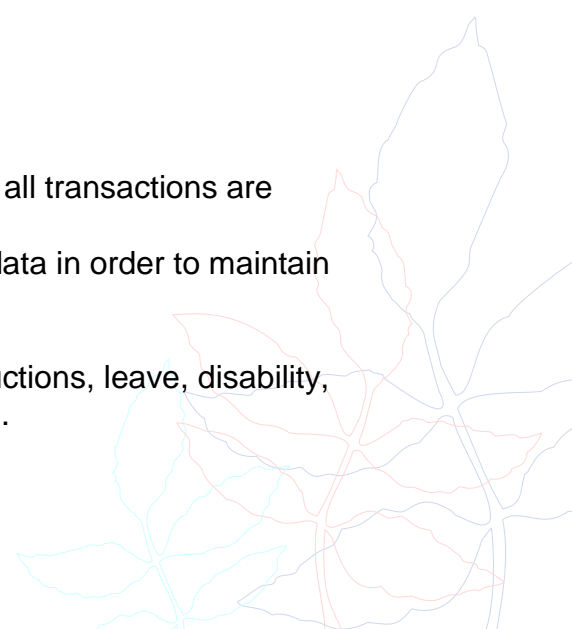 all transactions are
data in order to maintain
uctions, leave, disability,
.